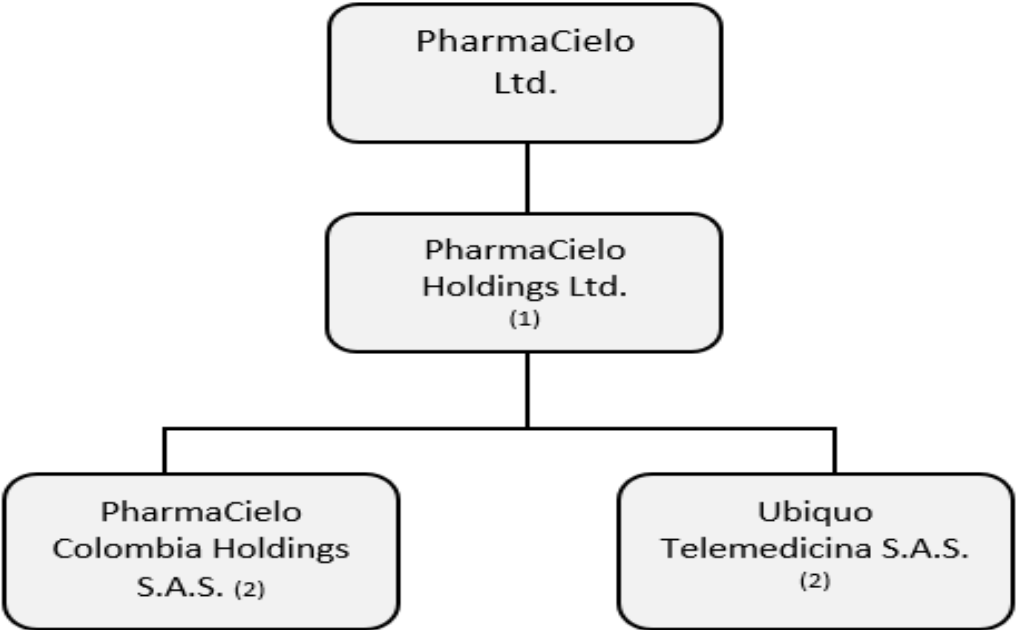 PharmaCielo
Ltd.
PharmaCielo
Holdings Ltd.
(1)
PharmaCielo
Colombia Holdings
S.A.S. (2)
Ubiquo
Telemedicina S.A.S.
(2)